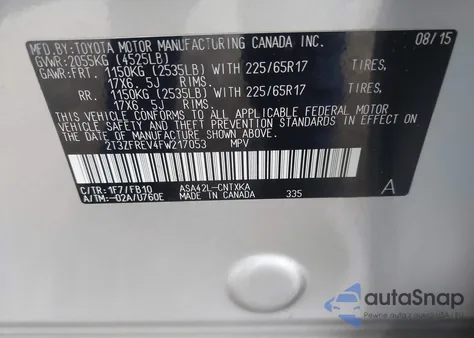 MFD.BY: TOYOTA MOTOR MANUFACTURING CANADA INC. 08/15
GVWR: 2055KG (4525LB)
GAWR: FRT. 1150KG (2535LB) WITH 225/65R17 TIRES,
17X6.5J RIMS.
RR. 1150KG (2535LB) WITH 225/65R17 TIRES,
17X6.5J RIMS.
THIS VEHICLE CONFORMS TO ALL APPLICABLE FEDERAL MOTOR
VEHICLE SAFETY STANDARDS IN EFFECT ON THE DATE OF
MANUFACTURE SHOWN ABOVE.
2T3ZFREV4FW217053 MPV
C/TR: 1F7/FB10 ASA42L-CNTXKA A
A/TM: -02A/U760E MADE IN CANADA 335
autoSnap
Pewne auto z USA